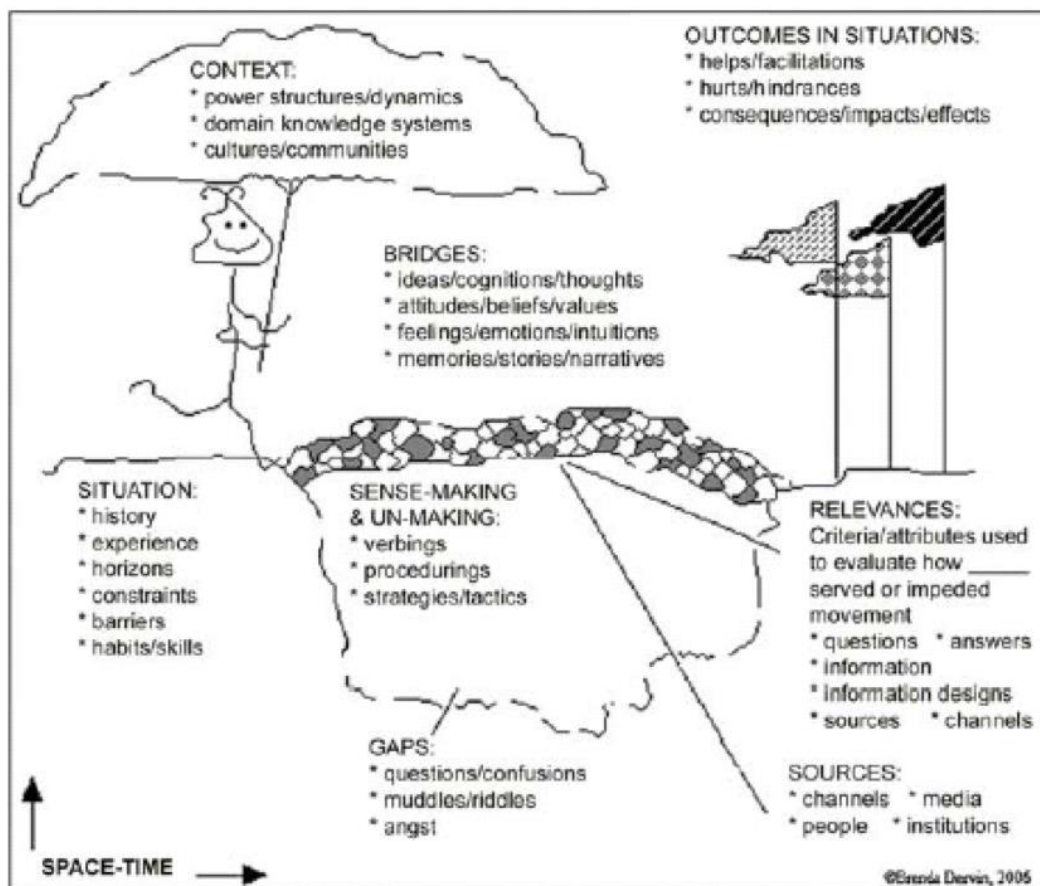 CONTEXT:
* power structures/dynamics
* domain knowledge systems
* cultures/communities
OUTCOMES IN SITUATIONS:
* helps/facilitations
* hurts/hindrances
* consequences/impacts/effects
BRIDGES:
* ideas/cognitions/thoughts
* attitudes/beliefs/values
* feelings/emotions/intuitions
* memories/stories/narratives
SITUATION:
* history
* experience
* horizons
* constraints
* barriers
* habits/skills
SENSE-MAKING
& UN-MAKING:
* verbings
* procedurings
* strategies/tactics
RELEVANCES:
Criteria/attributes used
to evaluate how _____
served or impeded
movement
* questions * answers
* information
* information designs
* sources * channels
GAPS:
* questions/confusions
* muddles/riddles
* angst
SOURCES:
* channels * media
* people * institutions
SPACE-TIME
©Brenda Dervin, 2005